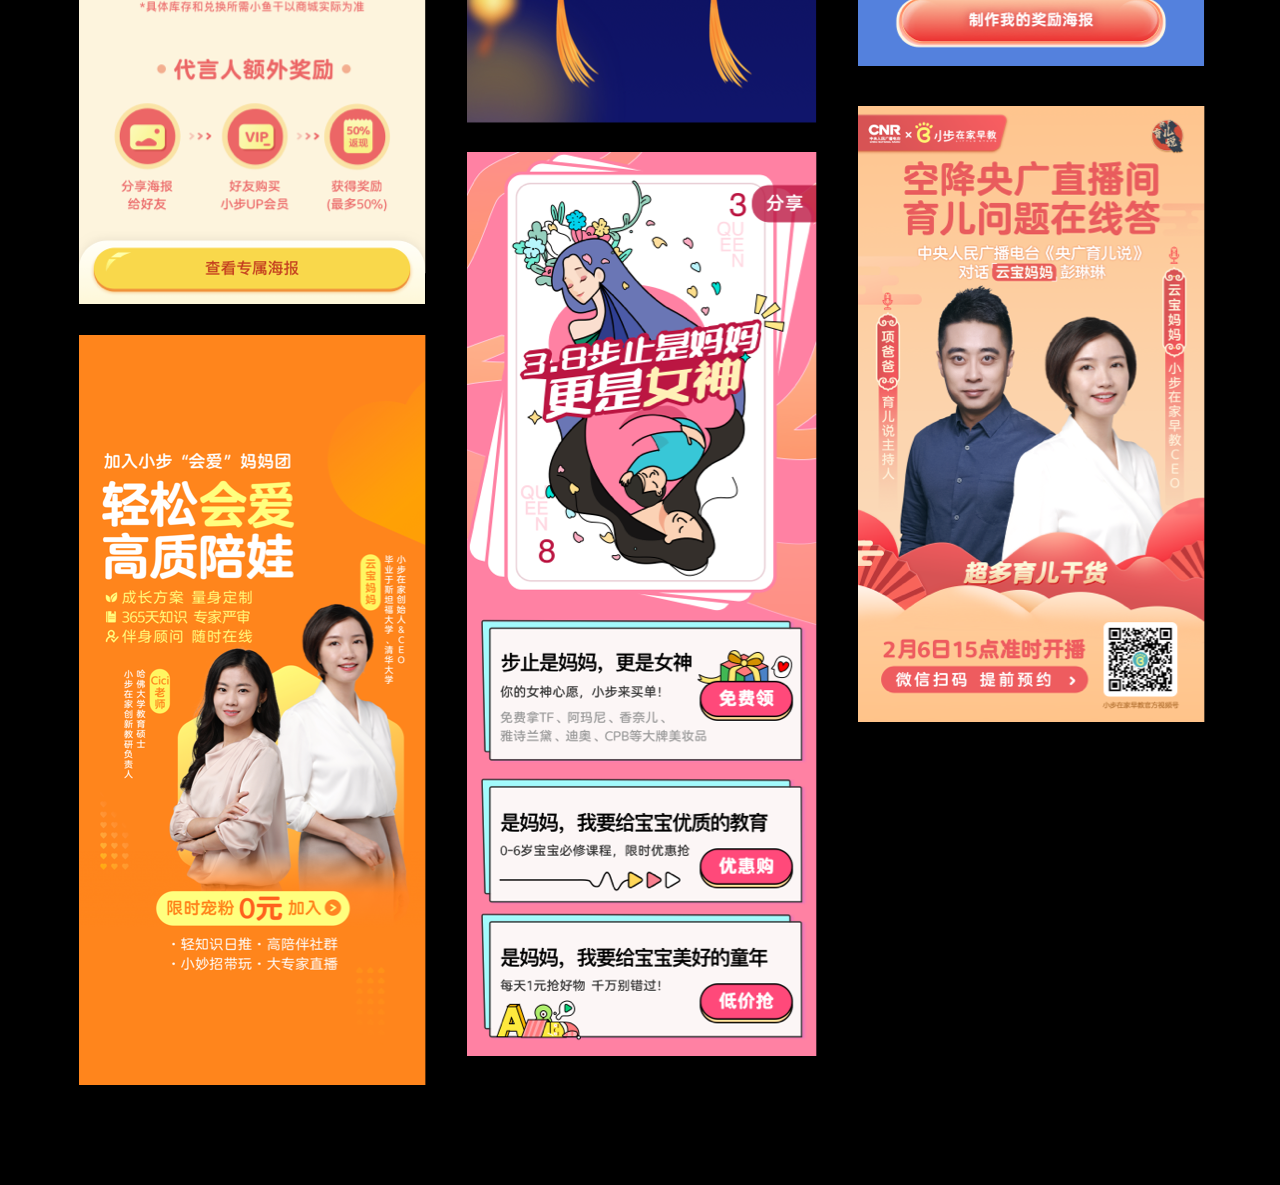 *具体库存和兑换所需小鱼干以商城实际为准
代言人额外奖励
VIP
50%
返现
分享海报
给好友
好友购买
小步UP会员
获得奖励
(最多50%)
查看专属海报
加入小步“会爱”妈妈团
轻松会爱
高质陪娃
成长方案 量身定制
365天知识 专家严审
伴身顾问 随时在线
云宝妈妈
毕业于斯坦福大学、清华大学
小步在家创始人&CEO
Cici老师
哈佛大学教育硕士
小步在家创新教研负责人
限时宠粉 0元 加入
· 轻知识日推 · 高陪伴社群
· 小妙招带玩 · 大专家直播
3
分享
QU
EE
N
3.8步止是妈妈
更是女神
QU
EE
N
8
步止是妈妈，更是女神
你的女神心愿，小步来买单！
免费领
免费拿TF、阿玛尼、香奈儿、
雅诗兰黛、迪奥、CPB等大牌美妆品
是妈妈，我要给宝宝优质的教育
0-6岁宝宝必修课程，限时优惠抢
优惠购
是妈妈，我要给宝宝美好的童年
每天1元抢好物 千万别错过！
低价抢
制作我的奖励海报
CNR × 小步在家早教
育儿说
空降央广直播间
育儿问题在线答
中央人民广播电台《央广育儿说》
对话 云宝妈妈 彭琳琳
项爸爸 育儿说主持人
云宝妈妈 小步在家早教CEO
超多育儿干货
2月6日15点准时开播
微信扫码 提前预约
小步在家早教官方视频号